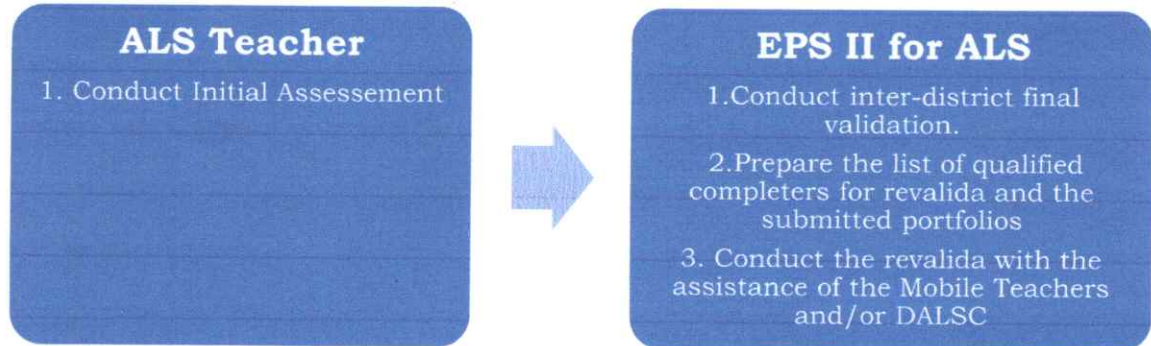 ALS Teacher
1. Conduct Initial Assessement
EPS II for ALS
1.Conduct inter-district final
validation.
2.Prepare the list of qualified
completers for revalida and the
submitted portfolios
3. Conduct the revalida with the
assistance of the Mobile Teachers
and/or DALSC